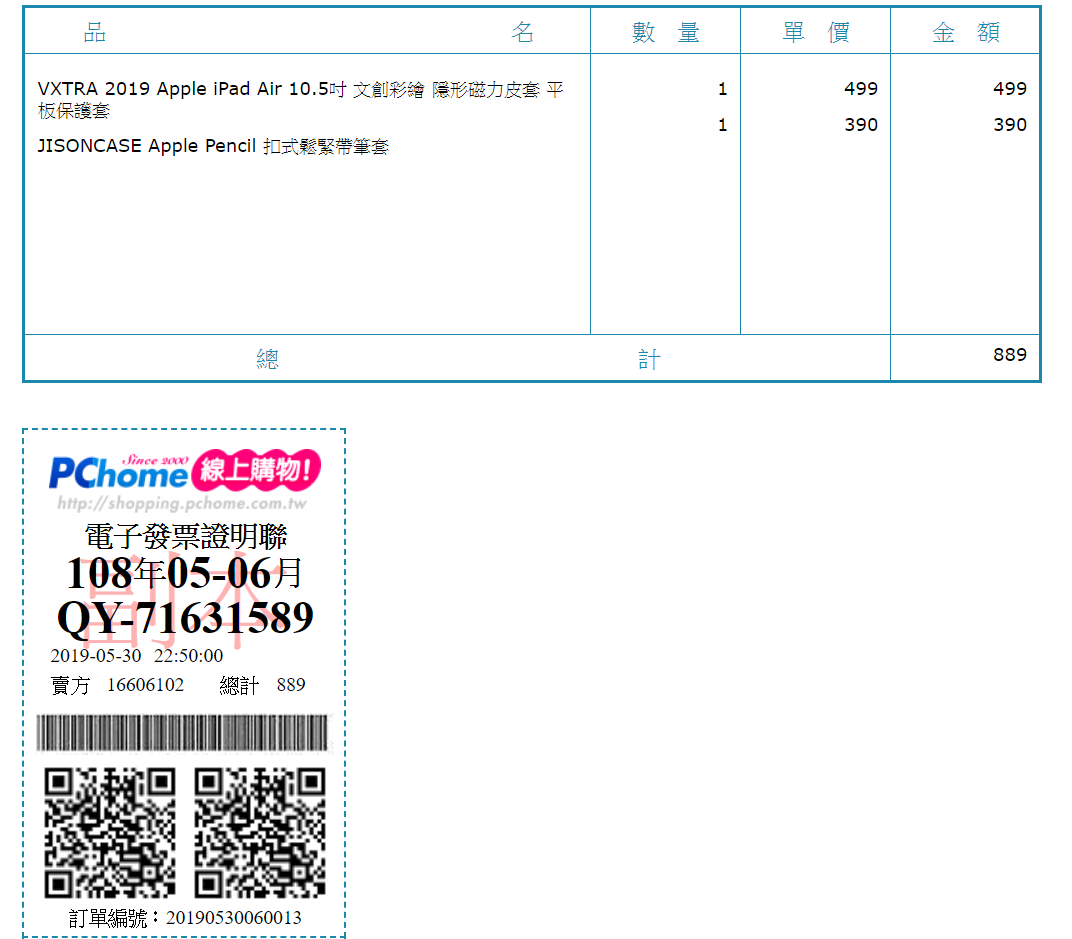 品 名 數 量 單 價 金 額
VXTRA 2019 Apple iPad Air 10.5吋 文創彩繪 隱形磁力皮套 平 1 499 499
板保護套
1 390 390
JISONCASE Apple Pencil 扣式鬆緊帶筆套
總 計 889
Since 2000
PChome 線上購物!
http://shopping.pchome.com.tw
電子發票證明聯
副本
108年05-06月
QY-71631589
2019-05-30 22:50:00
賣方 16606102 總計 889
訂單編號：20190530060013